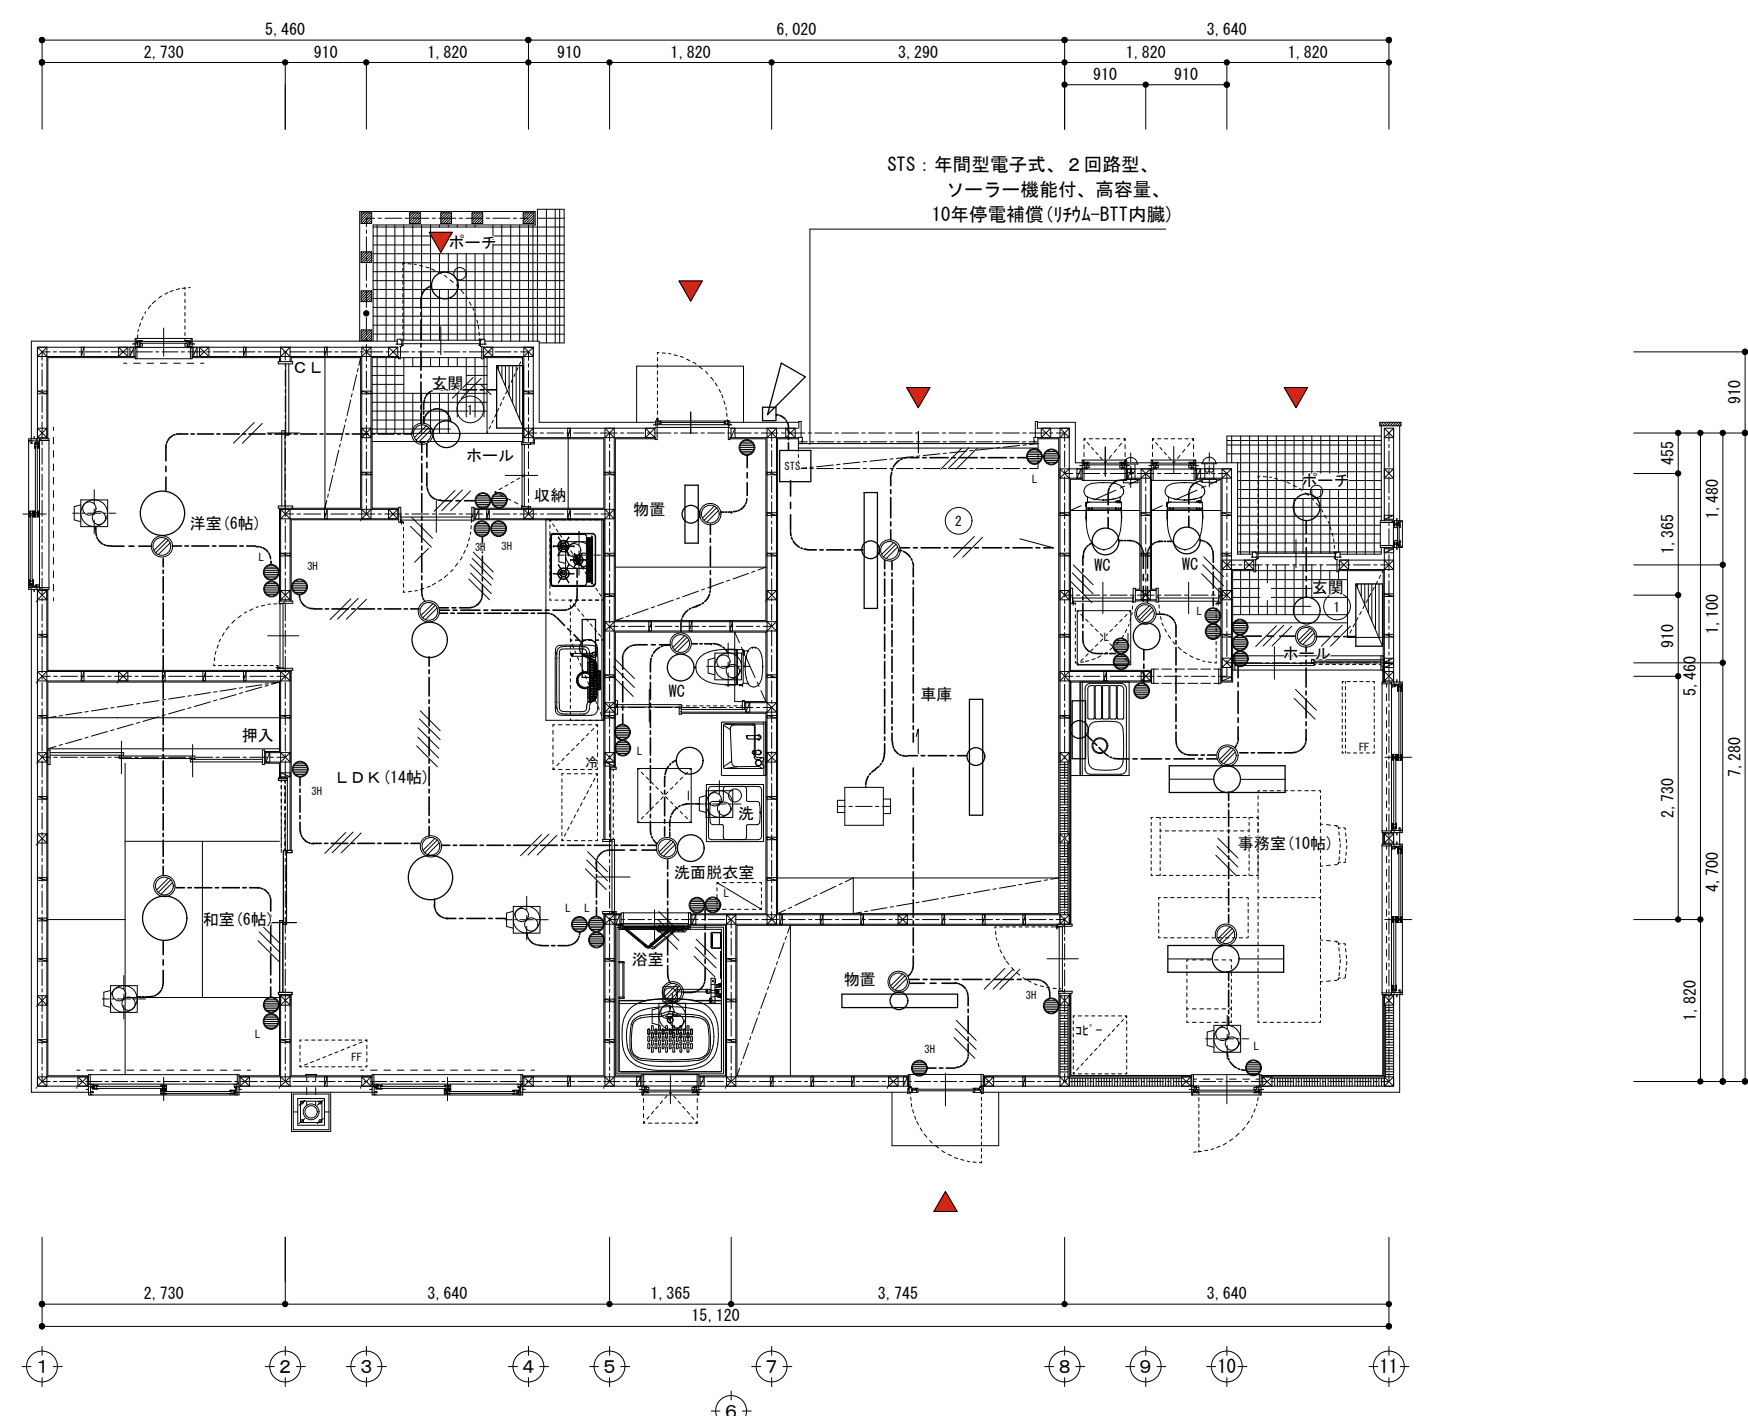 5,460
6,020
3,640
2,730
910
1,820
910
1,820
3,290
1,820
1,820
910
910
STS：年間型電子式、２回路型、
ソーラー機能付、高容量、
10年停電補償(ﾘﾁｳﾑ-BTT内臓)
ポーチ
ＣＬ
玄関
1
ホール
収納
物置
STS
L
2
ポーチ
洋室(6帖)
L
3H
3H
3H
WC
WC
玄関
1
L
L
ホール
WC
車庫
押入
L
冷
FF
ＬＤＫ(14帖)
3H
洗
事務室(10帖)
洗面脱衣室
L
L
L
和室(6帖)
浴室
物置
3H
L
FF
3H
ｺﾋﾟｰ
L
910
455
1,480
1,365
1,100
910
5,460
7,280
2,730
4,700
1,820
2,730
3,640
1,365
3,745
3,640
15,120
1
2
3
4
5
7
8
9
10
11
6